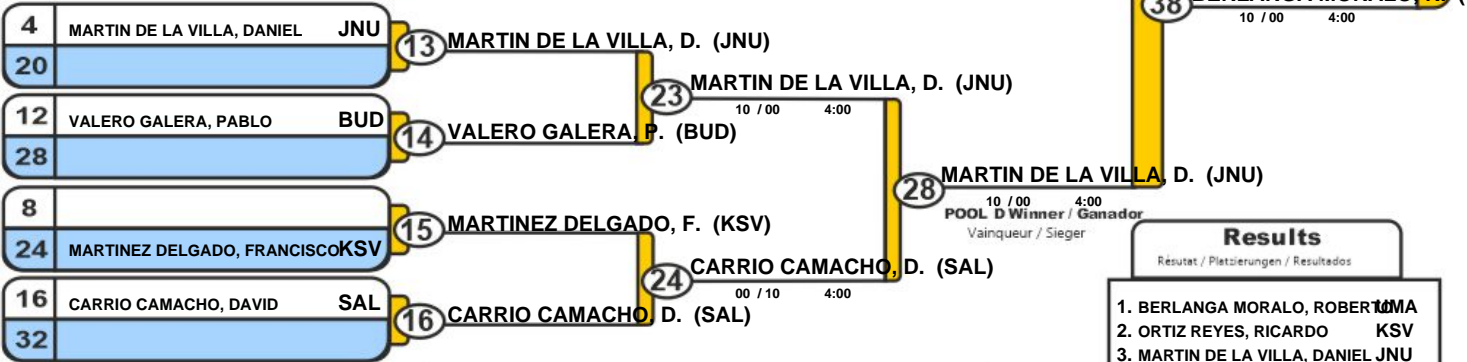 38 BERLANGA MORALO, R. (
10 / 00 4:00
4 MARTIN DE LA VILLA, DANIEL JNU
20
13 MARTIN DE LA VILLA, D. (JNU)
23 MARTIN DE LA VILLA, D. (JNU)
10 / 00 4:00
12 VALERO GALERA, PABLO BUD
28
14 VALERO GALERA, P. (BUD)
28 MARTIN DE LA VILLA, D. (JNU)
10 / 00 4:00
POOL D Winner / Ganador
Vainqueur / Sieger
8
24 MARTINEZ DELGADO, FRANCISCO KSV
15 MARTINEZ DELGADO, F. (KSV)
24 CARRIO CAMACHO, D. (SAL)
00 / 10 4:00
16 CARRIO CAMACHO, DAVID SAL
32
16 CARRIO CAMACHO, D. (SAL)
Results
Résutat / Pletzierungen / Resultados
1. BERLANGA MORALO, ROBERTO UMA
2. ORTIZ REYES, RICARDO KSV
3. MARTIN DE LA VILLA, DANIEL JNU